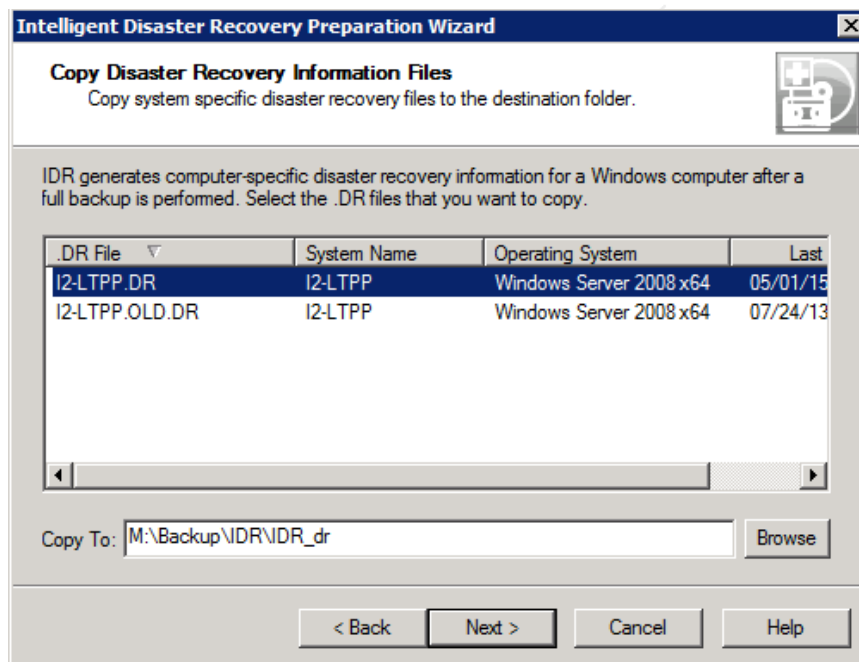 Intelligent Disaster Recovery Preparation Wizard
Copy Disaster Recovery Information Files
Copy system specific disaster recovery files to the destination folder.
IDR generates computer-specific disaster recovery information for a Windows computer after a
full backup is performed. Select the .DR files that you want to copy.
.DR File System Name Operating System Last
I2-LTPP.DR I2-LTPP Windows Server 2008 x64 05/01/15
I2-LTPP.OLD.DR I2-LTPP Windows Server 2008 x64 07/24/13
Copy To: M:\Backup\IDR\IDR_dr Browse
< Back Next > Cancel Help